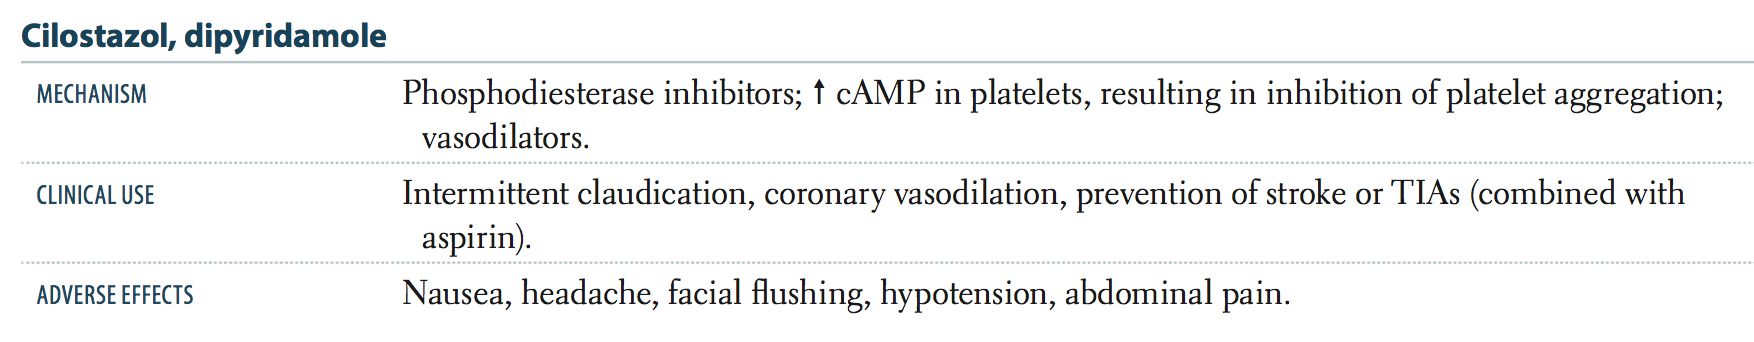 Cilostazol, dipyridamole
MECHANISM Phosphodiesterase inhibitors; ↑ cAMP in platelets, resulting in inhibition of platelet aggregation;
vasodilators.
CLINICAL USE Intermittent claudication, coronary vasodilation, prevention of stroke or TIAs (combined with
aspirin).
ADVERSE EFFECTS Nausea, headache, facial flushing, hypotension, abdominal pain.